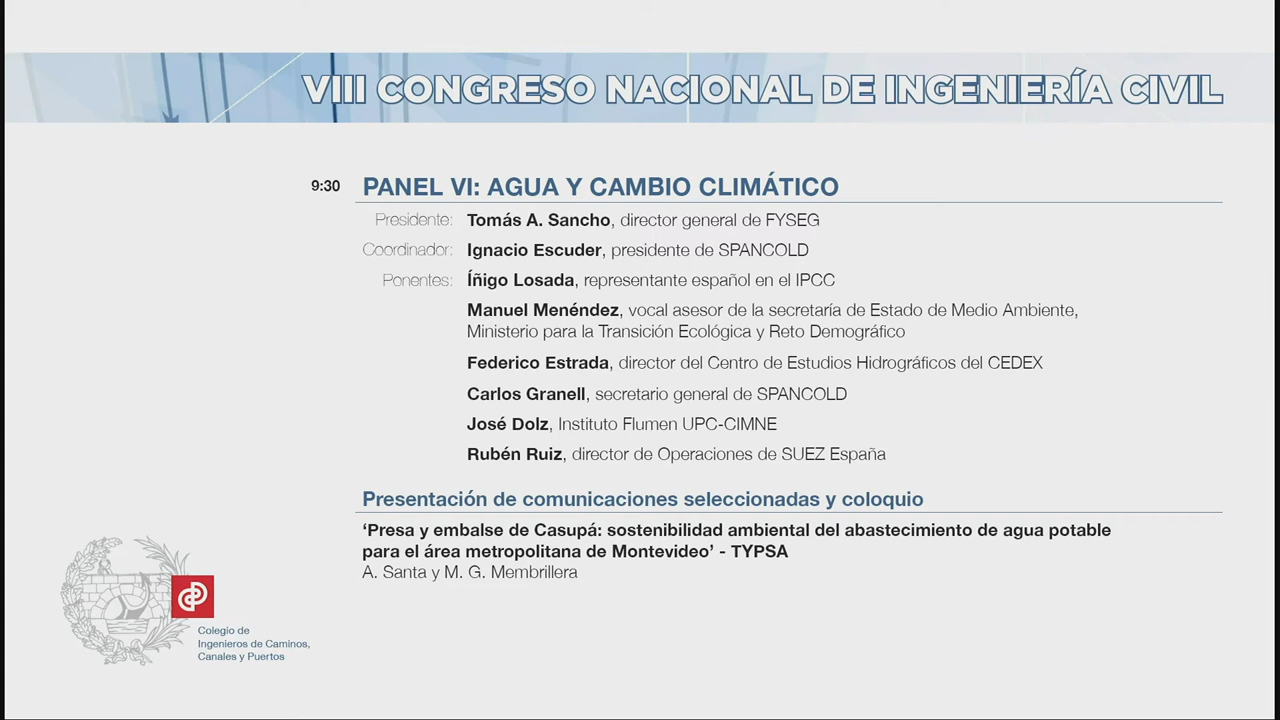 VIII CONGRESO NACIONAL DE INGENIERÍA CIVIL
9:30 PANEL VI: AGUA Y CAMBIO CLIMÁTICO
Presidente: Tomás A. Sancho, director general de FYSEG
Coordinador: Ignacio Escuder, presidente de SPANCOLD
Ponentes: Íñigo Losada, representante español en el IPCC
Manuel Menéndez, vocal asesor de la secretaría de Estado de Medio Ambiente,
Ministerio para la Transición Ecológica y Reto Demográfico
Federico Estrada, director del Centro de Estudios Hidrográficos del CEDEX
Carlos Granell, secretario general de SPANCOLD
José Dolz, Instituto Flumen UPC-CIMNE
Rubén Ruiz, director de Operaciones de SUEZ España
Presentación de comunicaciones seleccionadas y coloquio
‘Presa y embalse de Casupá: sostenibilidad ambiental del abastecimiento de agua potable
para el área metropolitana de Montevideo’ - TYPSA
A. Santa y M. G. Membrillera
Colegio de
Ingenieros de Caminos,
Canales y Puertos